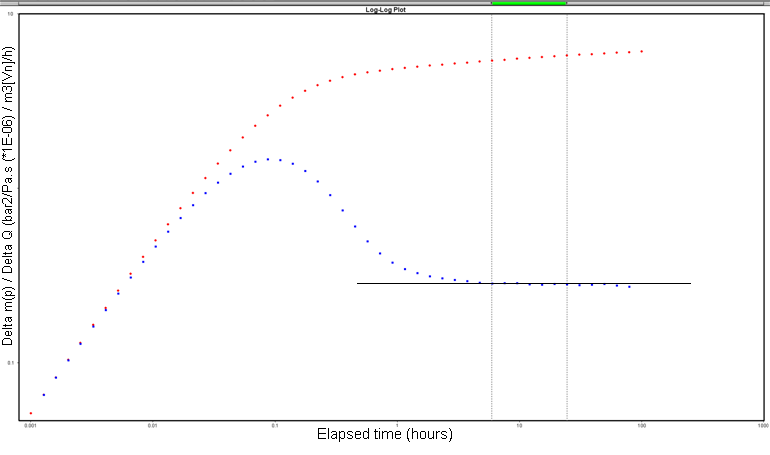 Log-Log Plot
10
Delta m(p) / Delta Q (bar2/Pa.s (*1E-06) / m3[Vn]/h)
0.1
0.001 0.01 0.1 1 10 100 1000
Elapsed time (hours)